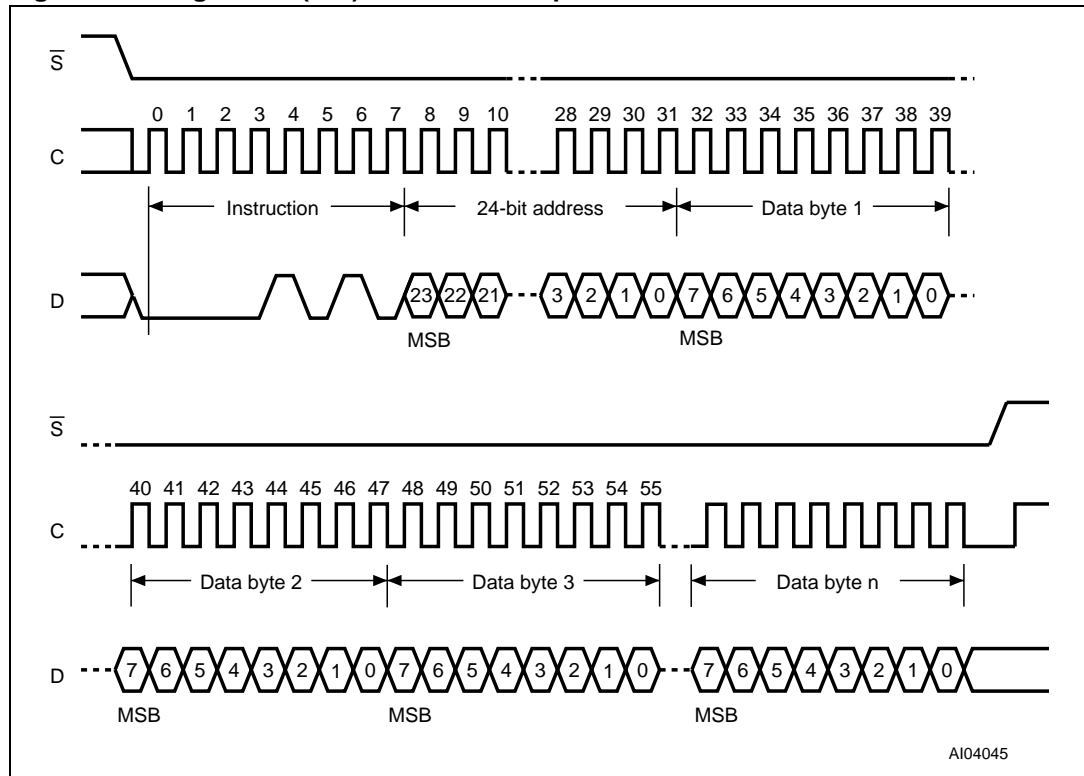 S
0 1 2 3 4 5 6 7 8 9 10 28 29 30 31 32 33 34 35 36 37 38 39
C
Instruction 24-bit address Data byte 1
D 23 22 21 3 2 1 0 7 6 5 4 3 2 1 0
MSB MSB
S
40 41 42 43 44 45 46 47 48 49 50 51 52 53 54 55
C
Data byte 2 Data byte 3 Data byte n
D 7 6 5 4 3 2 1 0 7 6 5 4 3 2 1 0 7 6 5 4 3 2 1 0
MSB MSB MSB
AI04045